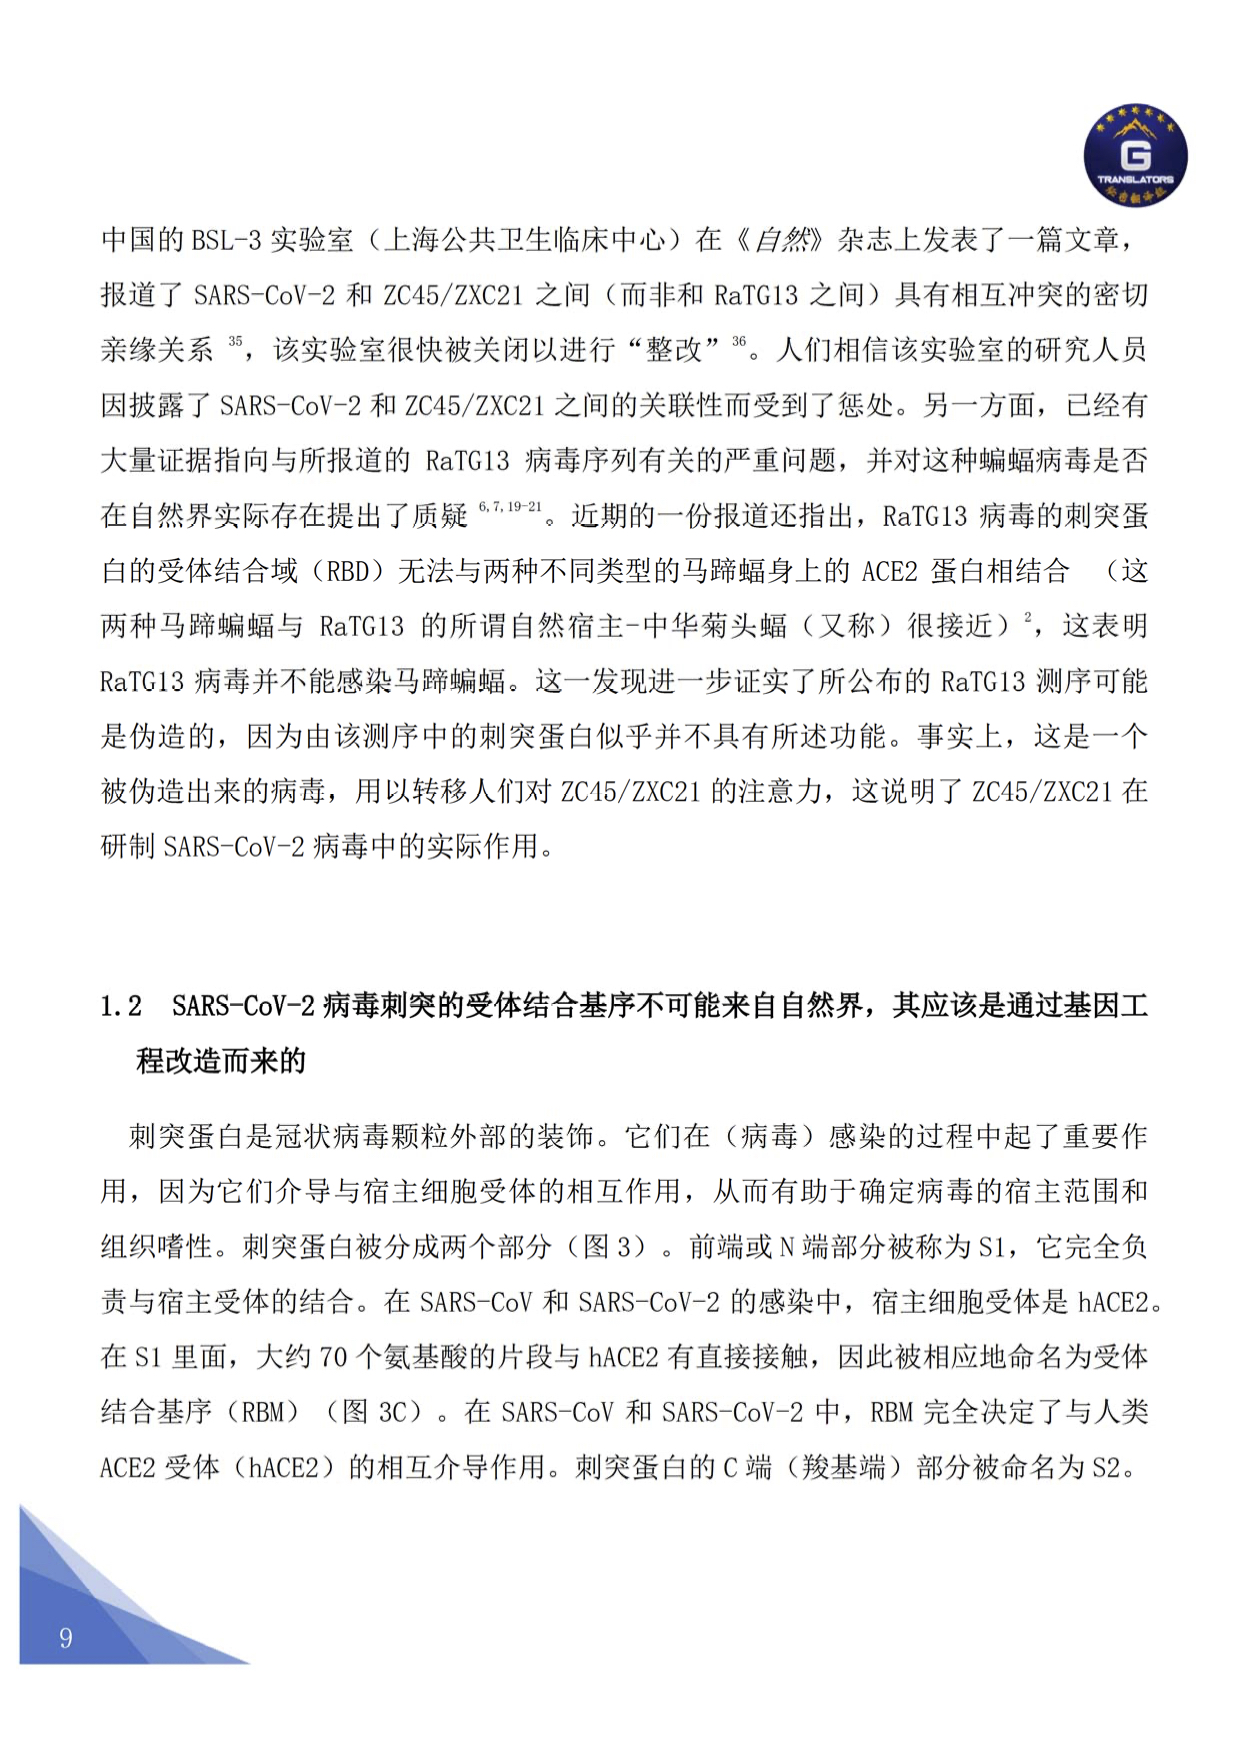 G
TRANSLATORS
中国的 BSL-3 实验室（上海公共卫生临床中心）在《自然》杂志上发表了一篇文章，
报道了 SARS-CoV-2 和 ZC45/ZXC21 之间（而非和 RaTG13 之间）具有相互冲突的密切
亲缘关系 35，该实验室很快被关闭以进行“整改”36。人们相信该实验室的研究人员
因披露了 SARS-CoV-2 和 ZC45/ZXC21 之间的关联性而受到了惩处。另一方面，已经有
大量证据指向与所报道的 RaTG13 病毒序列有关的严重问题，并对这种蝙蝠病毒是否
在自然界实际存在提出了质疑 6,7,19-21。近期的一份报道还指出，RaTG13 病毒的刺突蛋
白的受体结合域（RBD）无法与两种不同类型的马蹄蝠身上的 ACE2 蛋白相结合 （这
两种马蹄蝙蝠与 RaTG13 的所谓自然宿主-中华菊头蝠（又称）很接近）2，这表明
RaTG13 病毒并不能感染马蹄蝙蝠。这一发现进一步证实了所公布的 RaTG13 测序可能
是伪造的，因为由该测序中的刺突蛋白似乎并不具有所述功能。事实上，这是一个
被伪造出来的病毒，用以转移人们对 ZC45/ZXC21 的注意力，这说明了 ZC45/ZXC21 在
研制 SARS-CoV-2 病毒中的实际作用。
1.2 SARS-CoV-2 病毒刺突的受体结合基序不可能来自自然界，其应该是通过基因工
程改造而来的
刺突蛋白是冠状病毒颗粒外部的装饰。它们在（病毒）感染的过程中起了重要作
用，因为它们介导与宿主细胞受体的相互作用，从而有助于确定病毒的宿主范围和
组织嗜性。刺突蛋白被分成两个部分（图 3）。前端或 N 端部分被称为 S1，它完全负
责与宿主受体的结合。在 SARS-CoV 和 SARS-CoV-2 的感染中，宿主细胞受体是 hACE2。
在 S1 里面，大约 70 个氨基酸的片段与 hACE2 有直接接触，因此被相应地命名为受体
结合基序（RBM）（图 3C）。在 SARS-CoV 和 SARS-CoV-2 中，RBM 完全决定了与人类
ACE2 受体（hACE2）的相互介导作用。刺突蛋白的 C 端（羧基端）部分被命名为 S2。
9